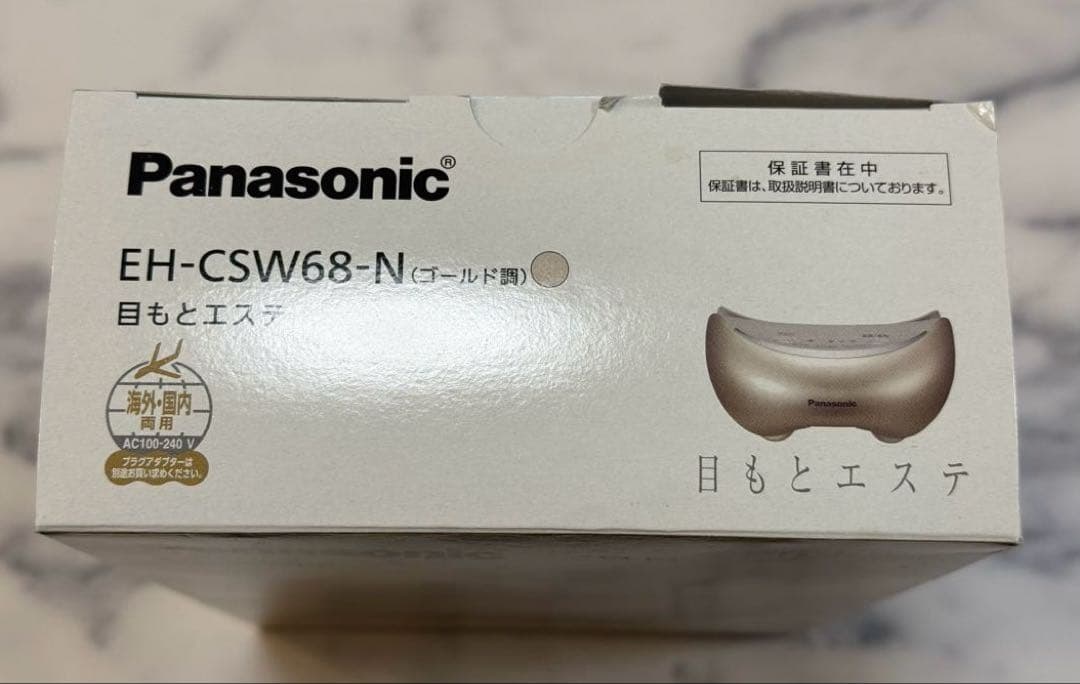 Panasonic®
保証書在中
保証書は、取扱説明書についております。
EH-CSW68-N(ゴールド調)
目もとエステ
海外・国内
両用
AC100-240 V
プラグアダプターは
別途お買い求めください。
Panasonic
目もとエステ